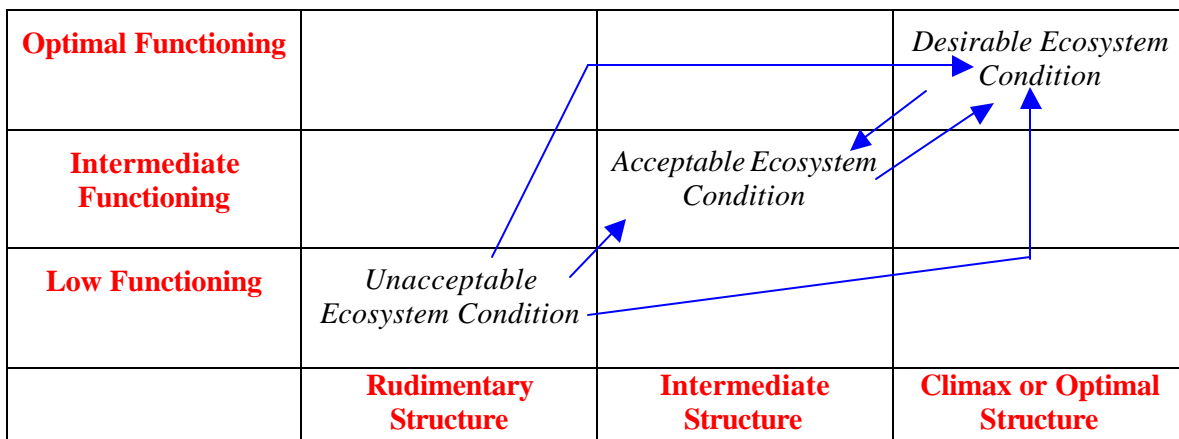 Optimal Functioning
Desirable Ecosystem
Condition
Intermediate
Functioning
Acceptable Ecosystem
Condition
Low Functioning
Unacceptable
Ecosystem Condition
Rudimentary
Structure
Intermediate
Structure
Climax or Optimal
Structure